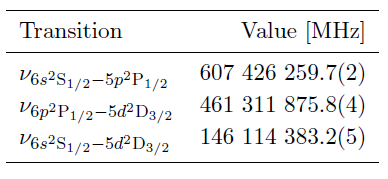 Transition Value [MHz]
ν6s²S1/2−5p²P1/2 607 426 259.7(2)
ν6p²P1/2−5d²D3/2 461 311 875.8(4)
ν6s²S1/2−5d²D3/2 146 114 383.2(5)